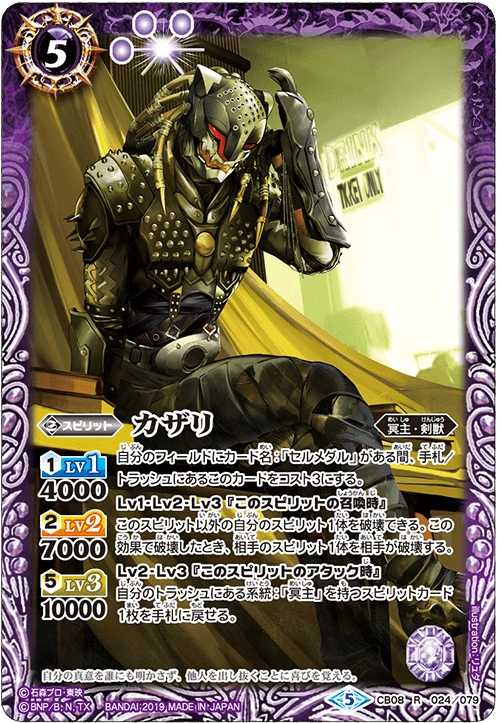 5
DRINK
TICKET ONLY
スピリット
カザリ
冥主・剣獣
1 LV1
4000
2 LV2
7000
5 LV3
10000
自分のフィールドにカード名:「セルメダル」がある間、手札/
トラッシュにあるこのカードをコスト3にする。
Lv1・Lv2・Lv3『このスピリットの召喚時』
このスピリット以外の自分のスピリット1体を破壊できる。この
効果で破壊したとき、相手のスピリット1体を相手が破壊する。
Lv2・Lv3『このスピリットのアタック時』
自分のトラッシュにある系統:「冥主」を持つスピリットカード
1枚を手札に戻せる。
自分の真意を誰にも明かさず、他人を出し抜くことに喜びを覚える。
©石森プロ・東映
©BNP/B・N, TX
BANDAI 2019 MADE IN JAPAN
5
CB08 R 024/079